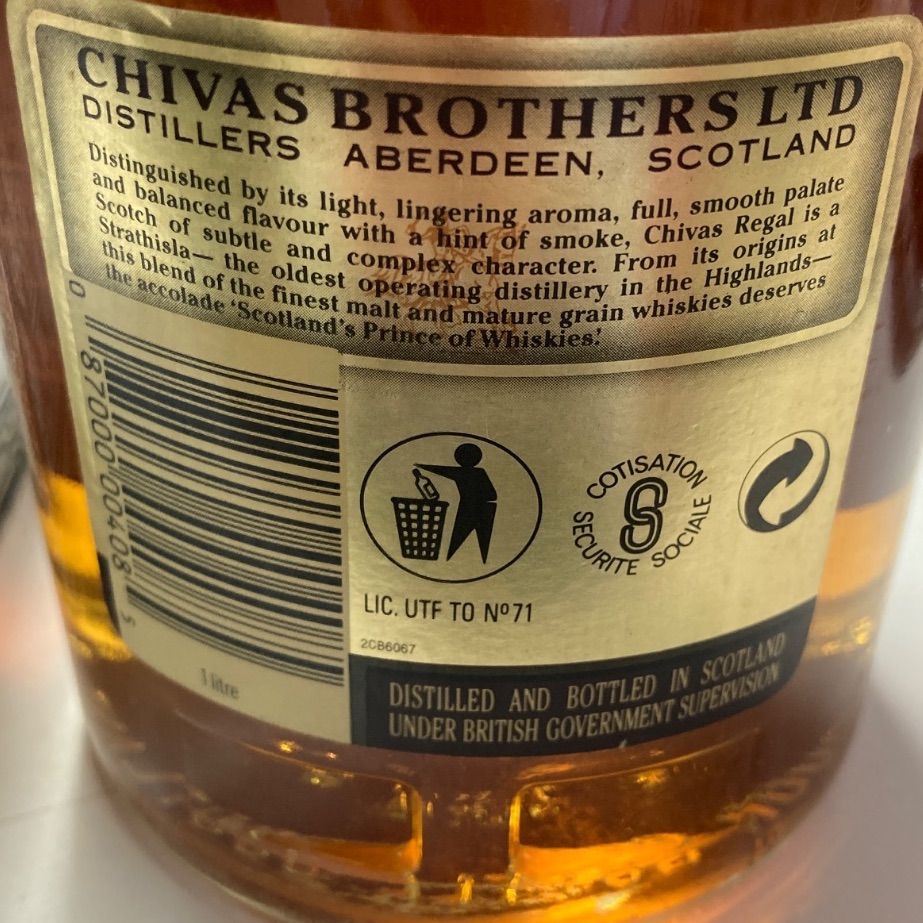 CHIVAS BROTHERS LTD
DISTILLERS ABERDEEN, SCOTLAND
Distinguished by its light, lingering aroma, full, smooth palate
and balanced flavour with a hint of smoke, Chivas Regal is a
Scotch of subtle and complex character. From its origins at
Strathisla— the oldest operating distillery in the Highlands—
this blend of the finest malt and mature grain whiskies deserves
the accolade ‘Scotland's Prince of Whiskies.’
0 87000 00408 5
1 litre
COTISATION
SECURITE SOCIALE
SS
LIC. UTF TO Nº71
2CB6067
DISTILLED AND BOTTLED IN SCOTLAND
UNDER BRITISH GOVERNMENT SUPERVISION